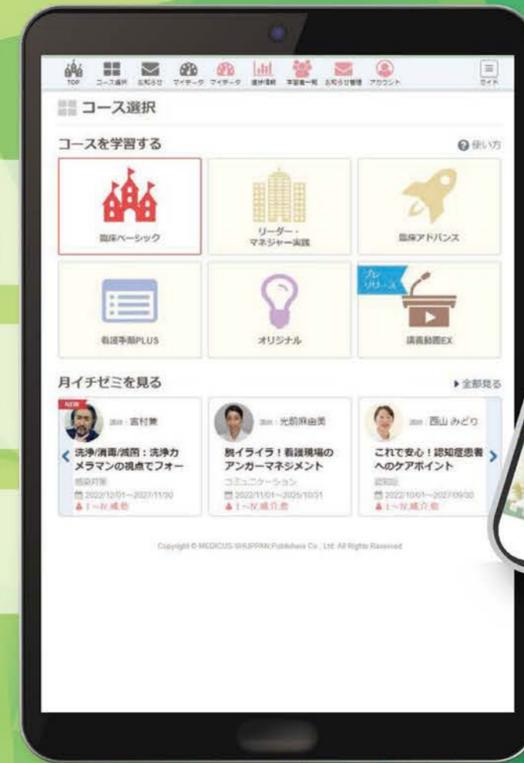 TOP
コース選択
お知らせ
マイデータ
マイデータ
進捗情報
学習者一覧
お知らせ管理
アカウント
ガイド
コース選択
コースを学習する
使い方
臨床ベーシック
リーダー・
マネジャー実践
臨床アドバンス
看護手順PLUS
オリジナル
プレ
リリース
講義動画EX
月イチゼミを見る
全部見る
NEW
講師：吉村兼
洗浄/消毒/滅菌：洗浄カ
メラマンの視点でフォー
感染対策
2022/12/01～2027/11/30
Ⅰ～Ⅳ,補,助
講師：光前麻由美
脱イライラ！看護現場の
アンガーマネジメント
コミュニケーション
2022/11/01～2025/10/31
講師：西山みどり
これで安心！認知症患者
へのケアポイント
認知症
2022/10/01～2027/09/30
Copyright © MEDICUS SHUPPAN,Publishers Co., Ltd. All Rights Reserved